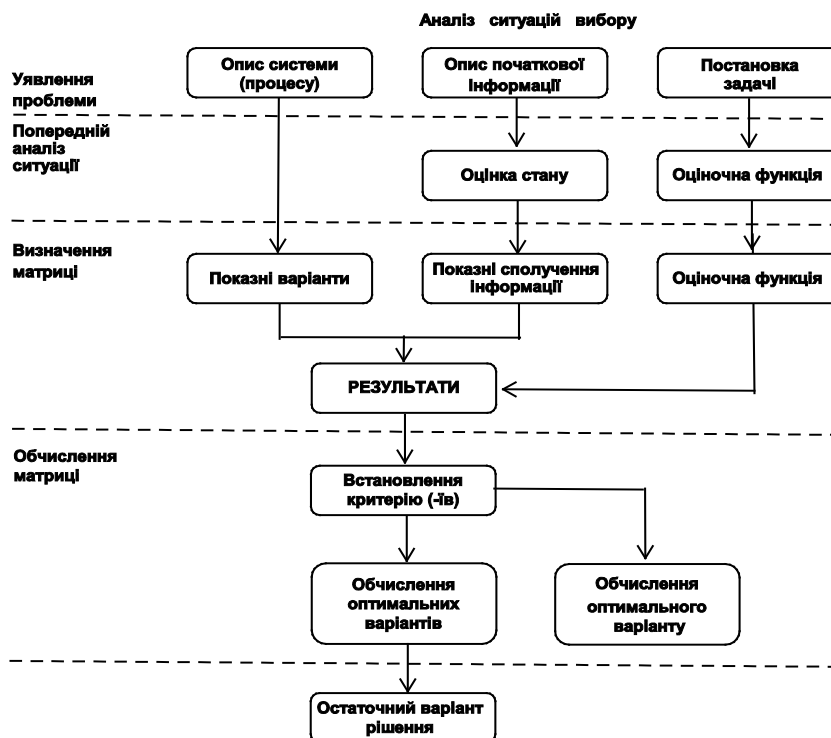 Аналіз ситуацій вибору
Уявлення
проблеми
Опис системи
(процесу)
Опис початкової
інформації
Постановка
задачі
Попередній
аналіз
ситуації
Оцінка стану
Оціночна функція
Визначення
матриці
Показні варіанти
Показні сполучення
інформації
Оціночна функція
РЕЗУЛЬТАТИ
Обчислення
матриці
Встановлення
критерію (-їв)
Обчислення
оптимальних
варіантів
Обчислення
оптимального
варіанту
Остаточний варіант
рішення